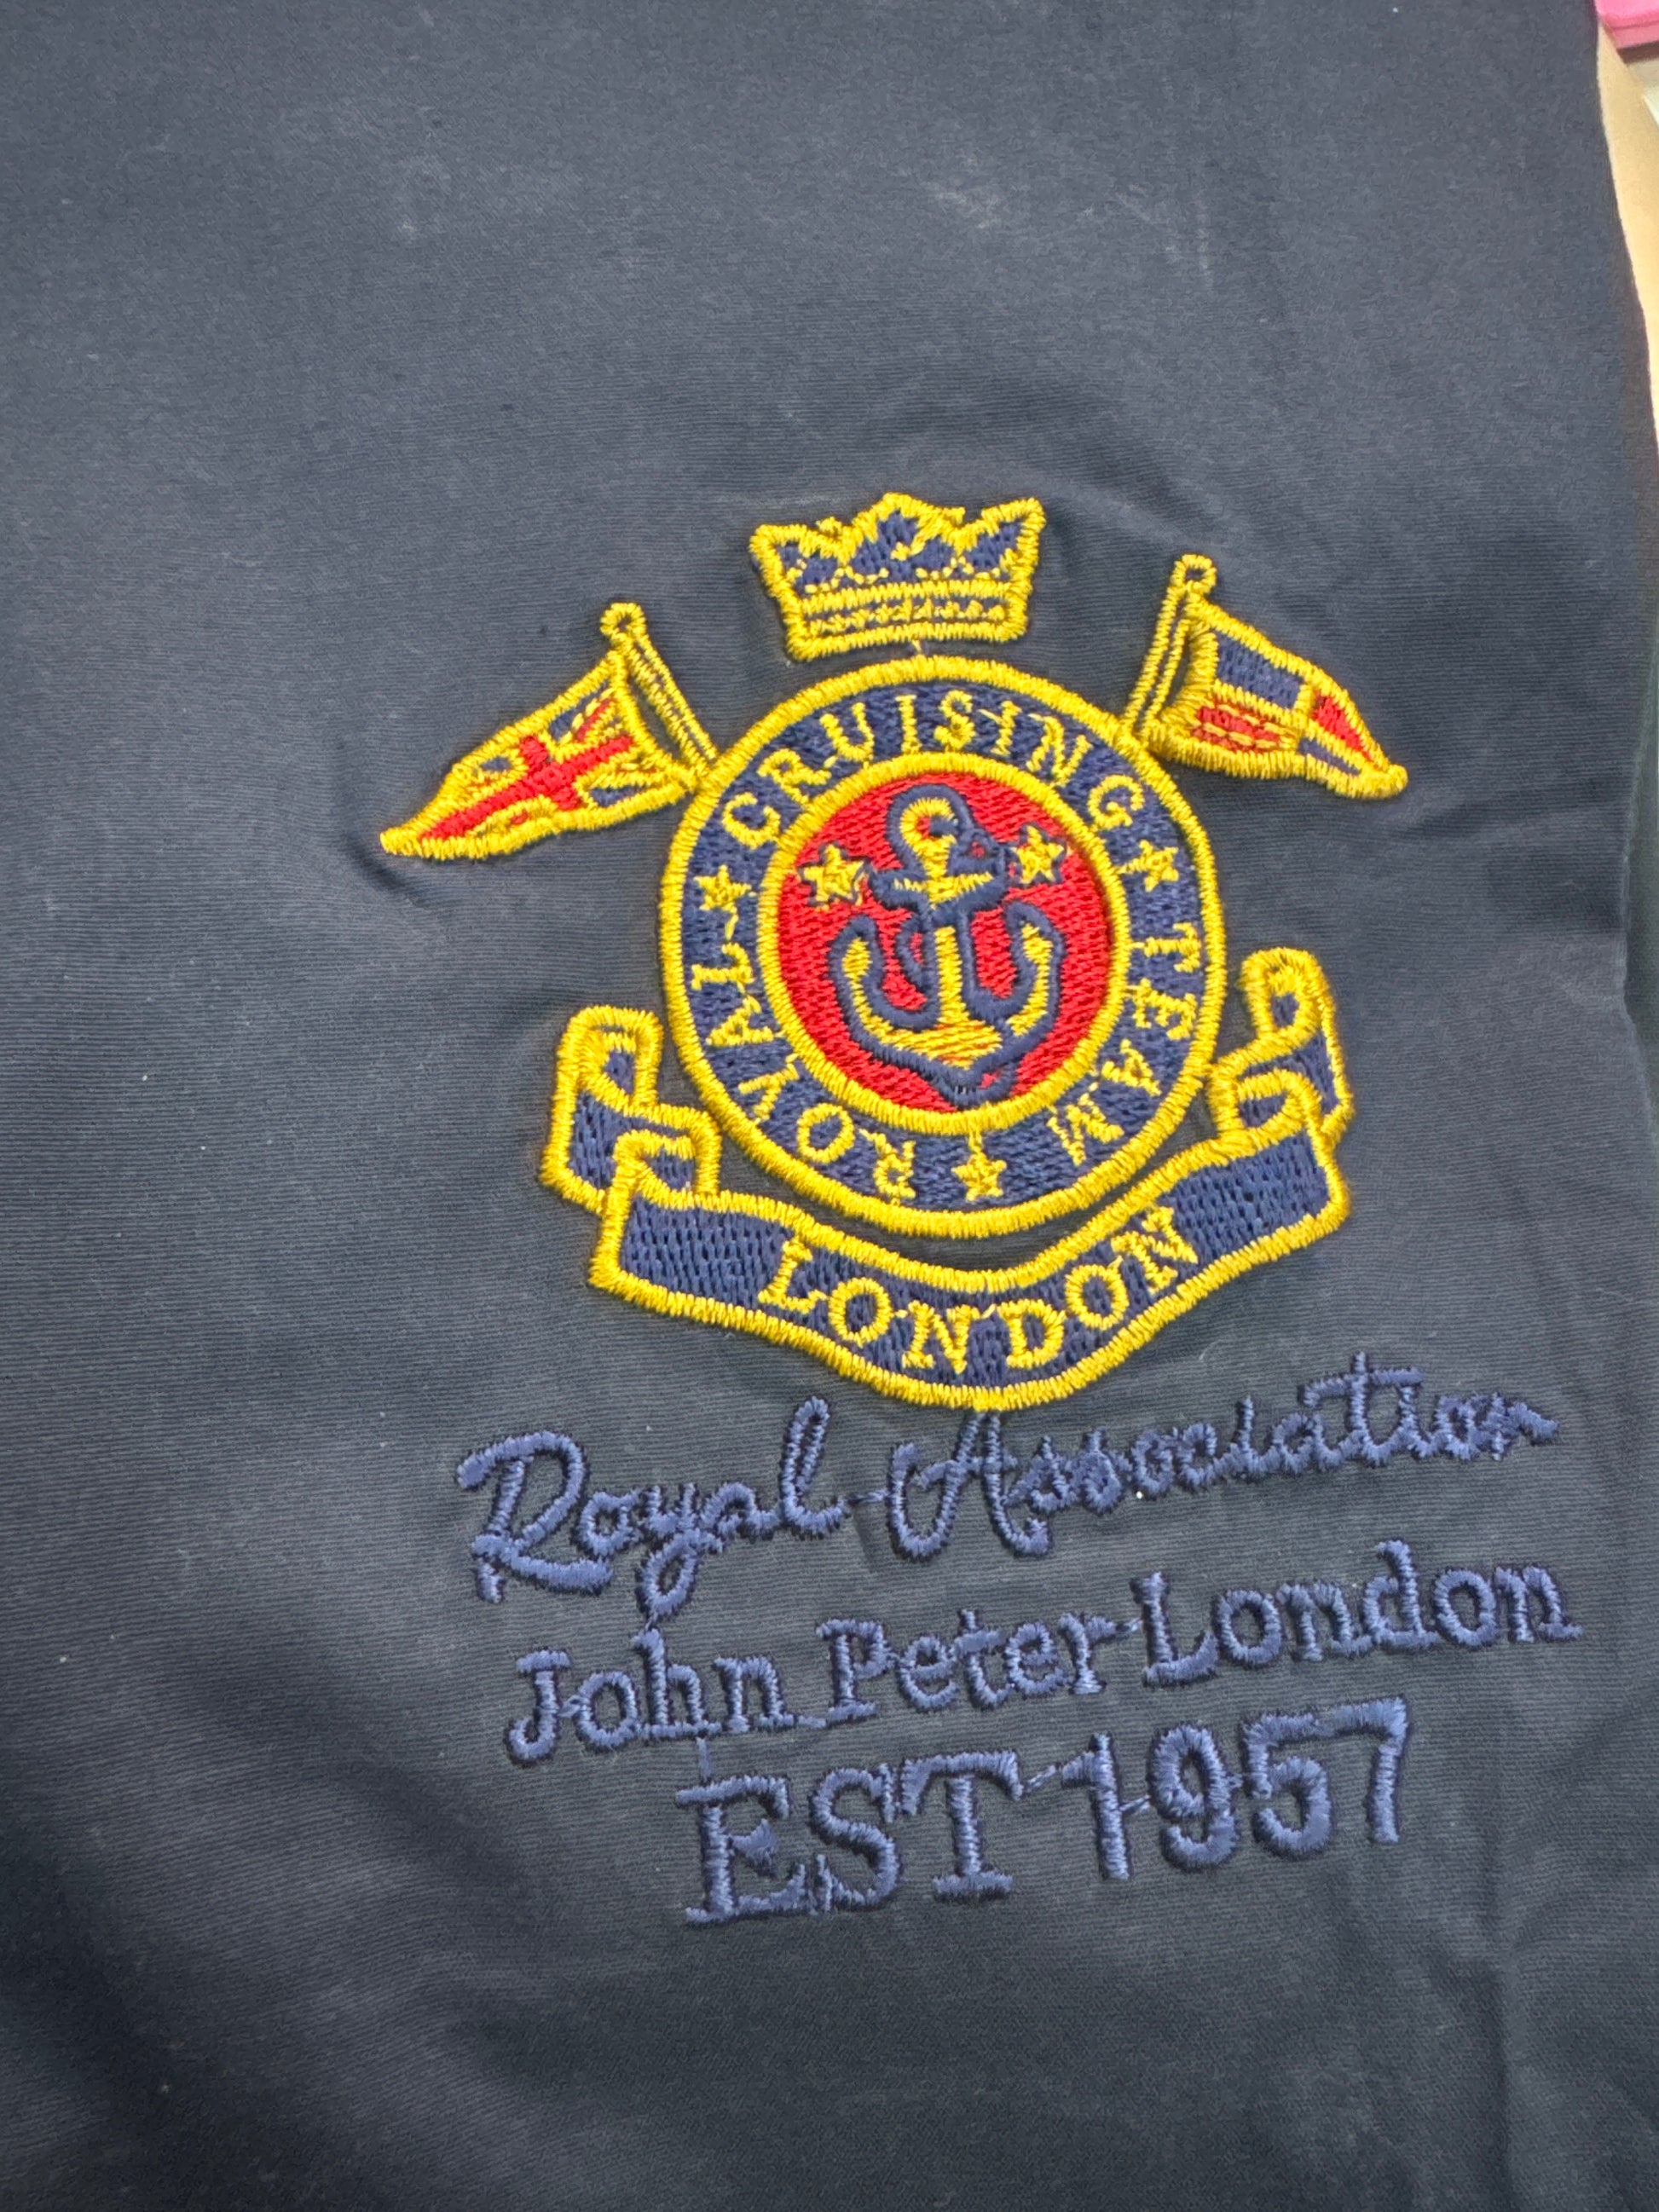 ROYAL CRUISING TEAM
LONDON
Royal Association
John Peter London
EST 1957